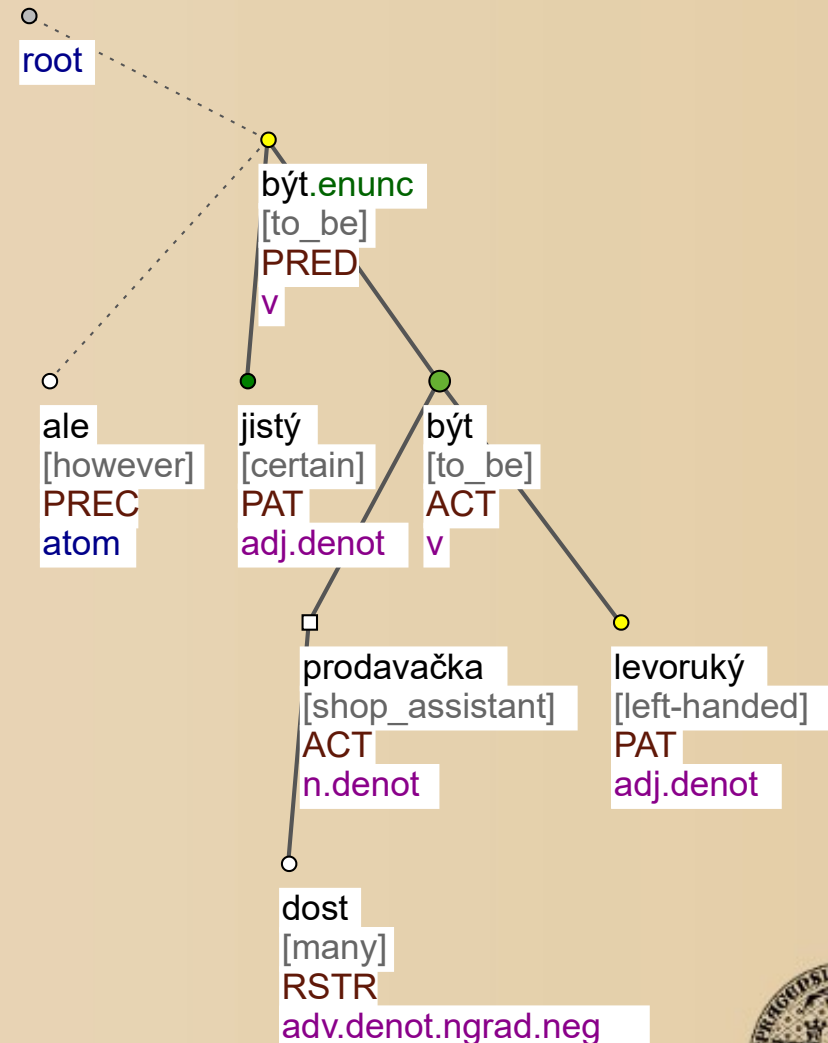 root
být.enunc
[to_be]
PRED
v
ale
[however]
PREC
atom
jistý
[certain]
PAT
adj.denot
být
[to_be]
ACT
v
prodavačka
[shop_assistant]
ACT
n.denot
levoruký
[left-handed]
PAT
adj.denot
dost
[many]
RSTR
adv.denot.ngrad.neg